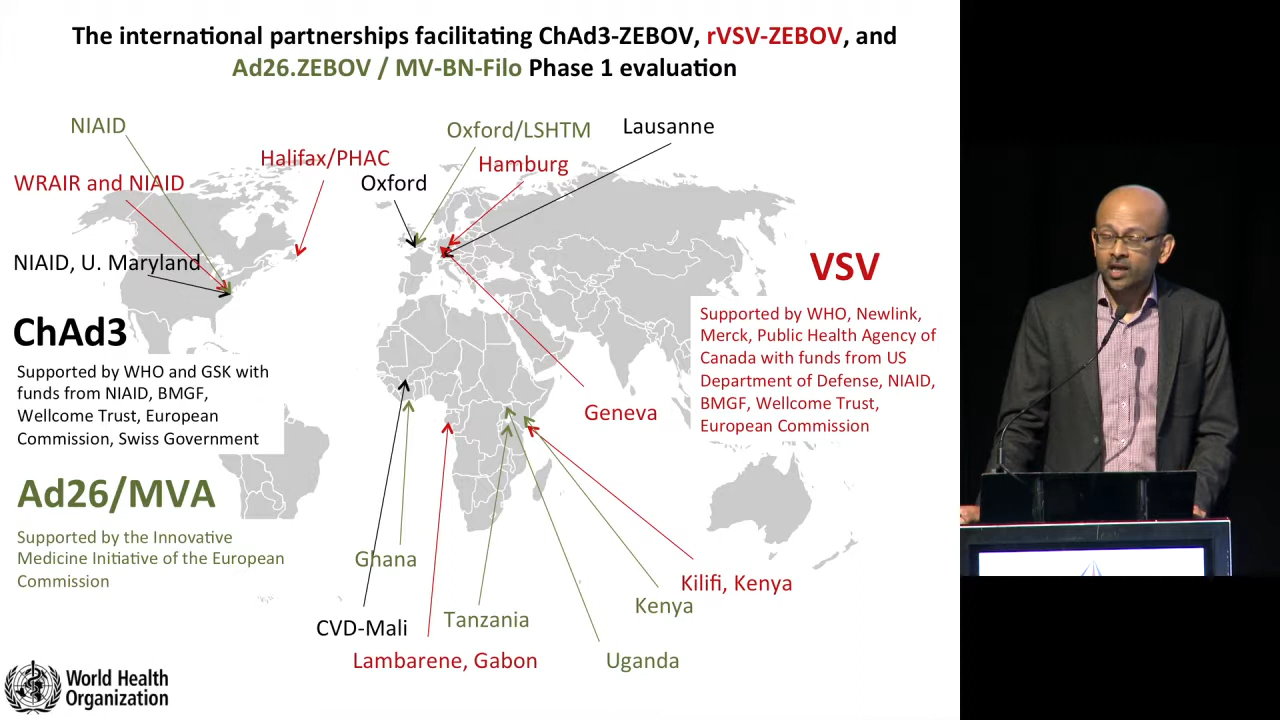 The international partnerships facilitating ChAd3-ZEBOV, rVSV-ZEBOV, and
Ad26.ZEBOV / MV-BN-Filo Phase 1 evaluation
NIAID
Oxford/LSHTM
Lausanne
Halifax/PHAC
Hamburg
WRAIR and NIAID
Oxford
NIAID, U. Maryland
VSV
Supported by WHO, Newlink,
Merck, Public Health Agency of
Canada with funds from US
Department of Defense, NIAID,
BMGF, Wellcome Trust,
European Commission
ChAd3
Supported by WHO and GSK with
funds from NIAID, BMGF,
Wellcome Trust, European
Commission, Swiss Government
Geneva
Ad26/MVA
Supported by the Innovative
Medicine Initiative of the European
Commission
Ghana
Kilifi, Kenya
Kenya
Tanzania
CVD-Mali
Lambarene, Gabon
Uganda
World Health
Organization